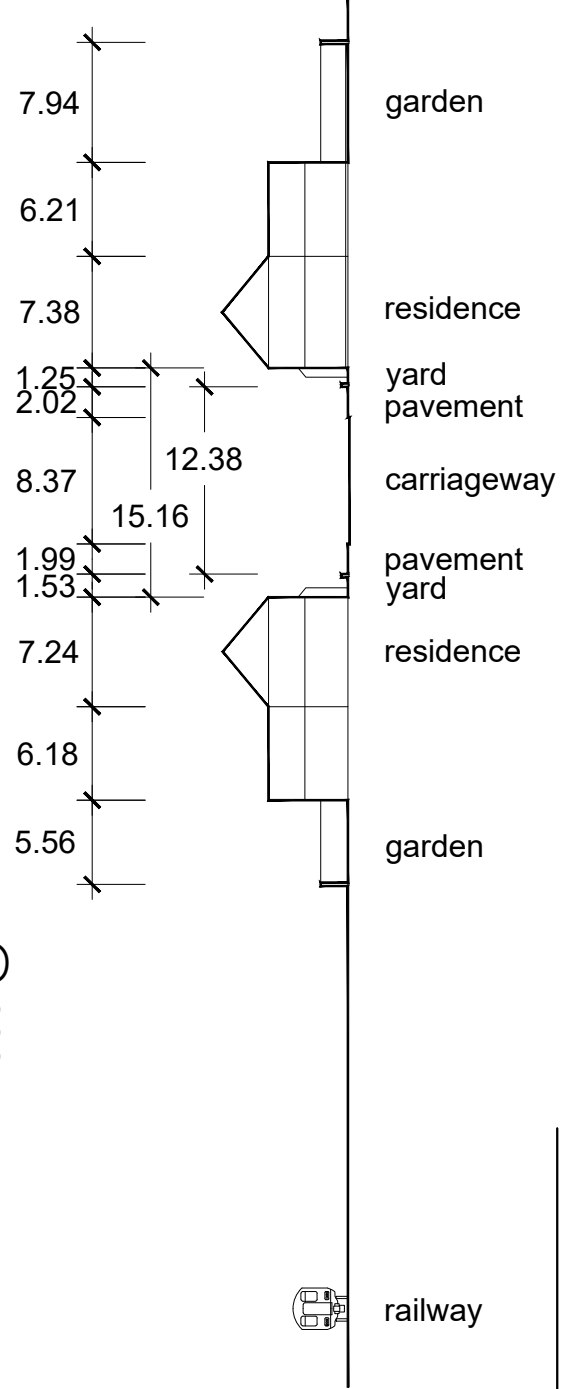 7.94 garden
6.21
7.38 residence
1.25 yard
2.02 pavement
12.38
8.37 carriageway
15.16
1.99 pavement
1.53 yard
7.24 residence
6.18
5.56 garden
railway